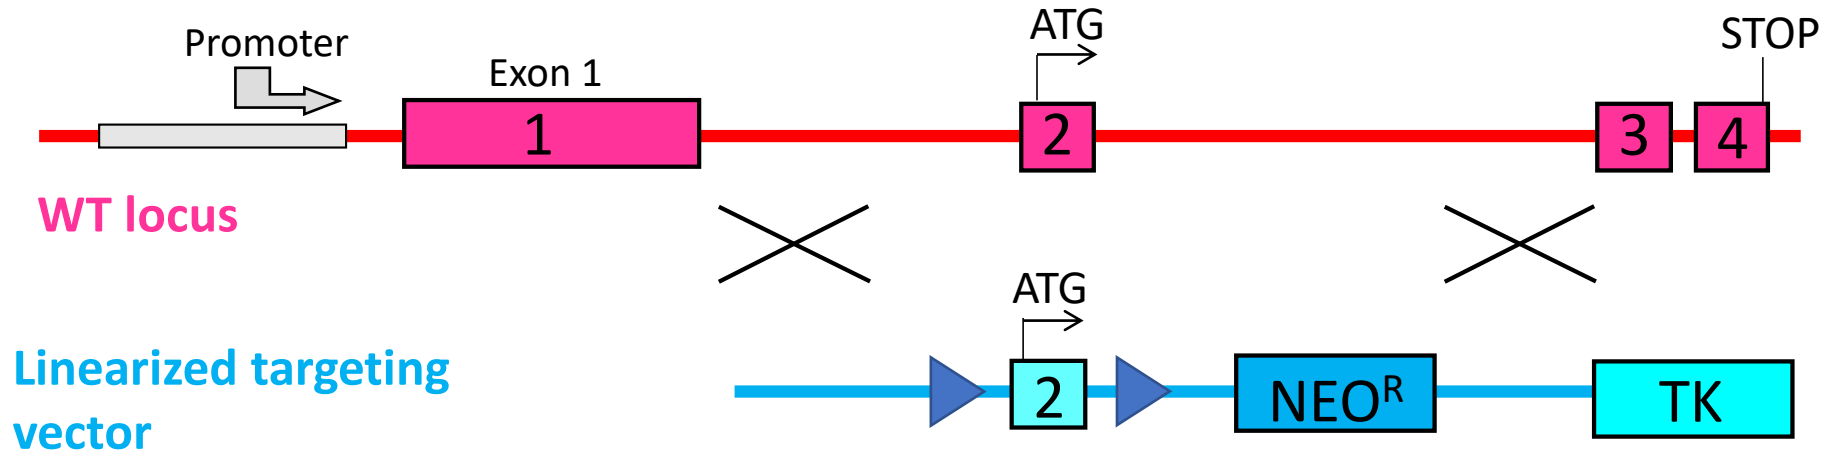 Promoter
Exon 1
ATG
STOP
1
2
3
4
WT locus
ATG
Linearized targeting
vector
2
NEOᴿ
TK